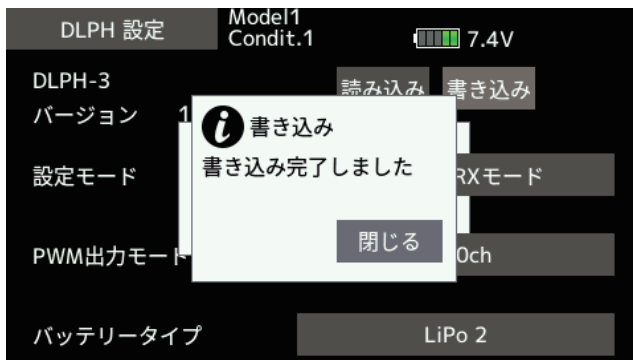 DLPH 設定
Model1
Condit.1
7.4V
DLPH-3
読み込み
書き込み
バージョン 1
書き込み
書き込み完了しました
閉じる
設定モード
RXモード
PWM出力モード
0ch
バッテリータイプ
LiPo 2